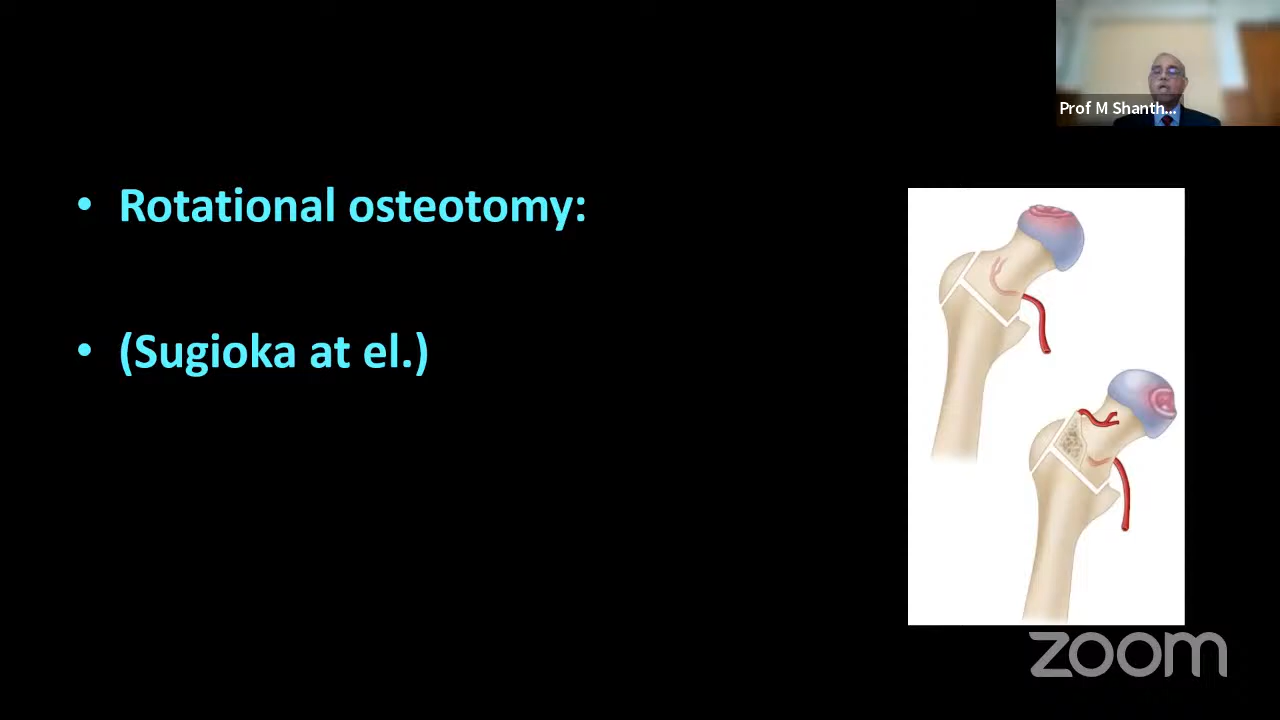 Prof M Shanth...
• Rotational osteotomy:
• (Sugioka at el.)
zoom